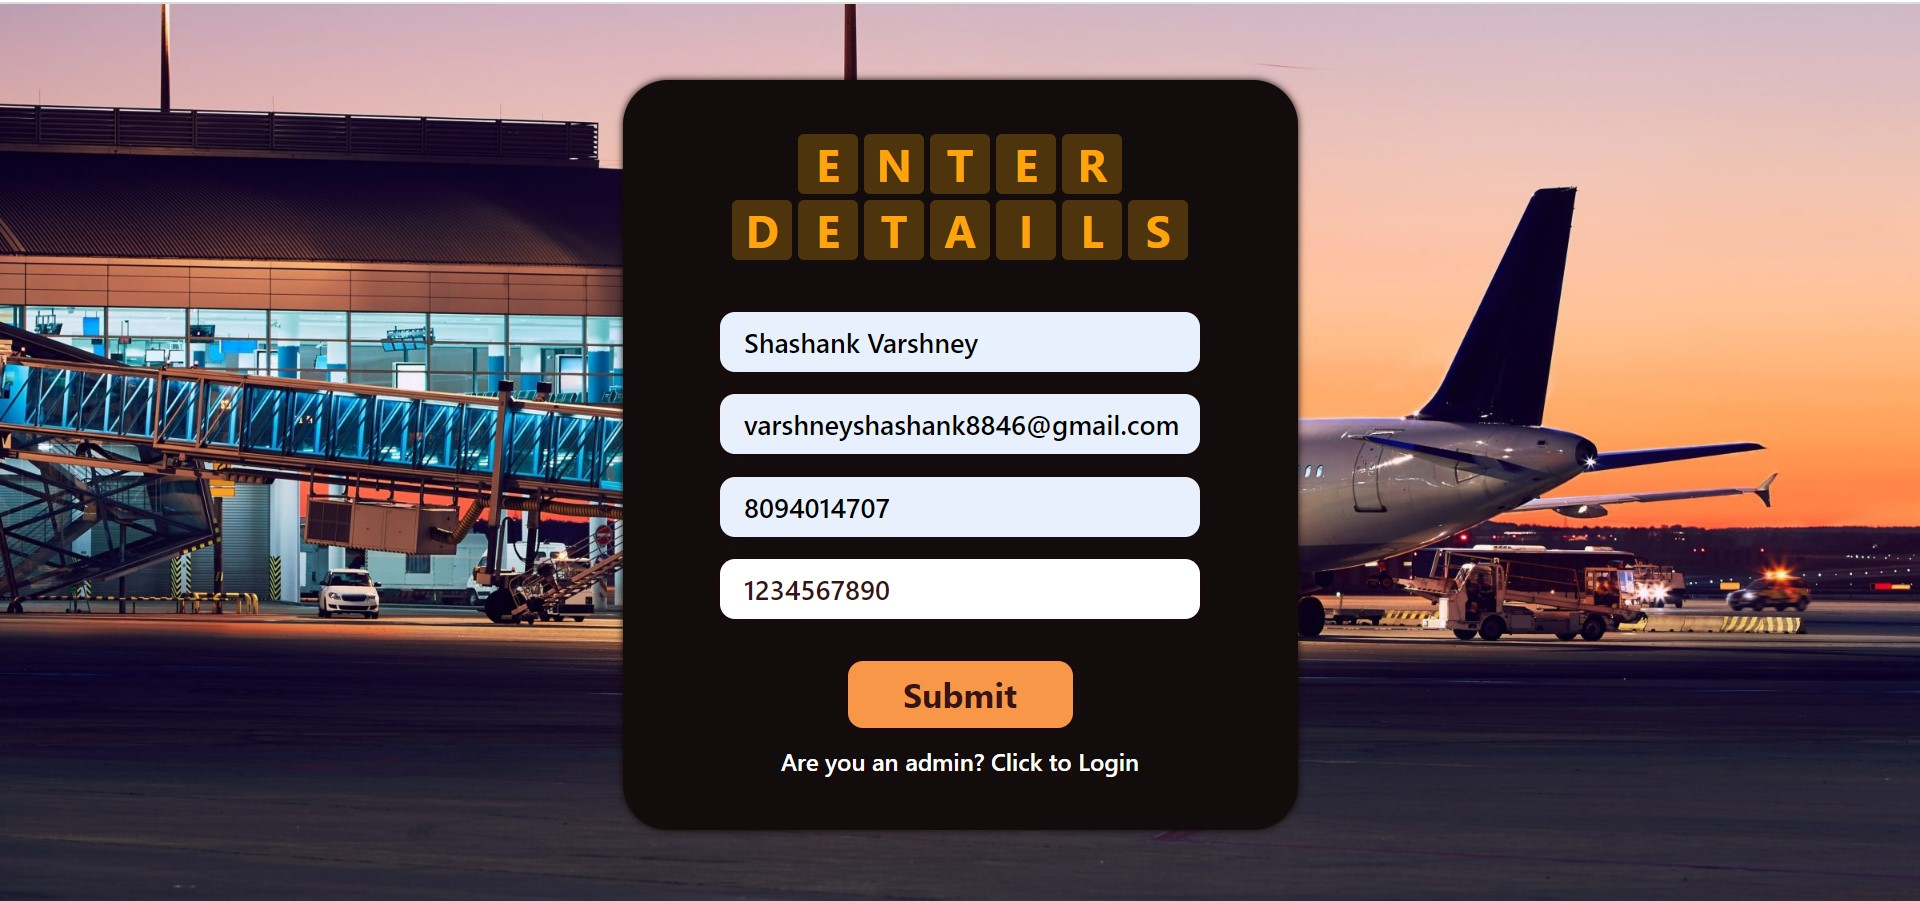 ENTER
DETAILS
Shashank Varshney
varshneyshashank8846@gmail.com
8094014707
1234567890
Submit
Are you an admin? Click to Login